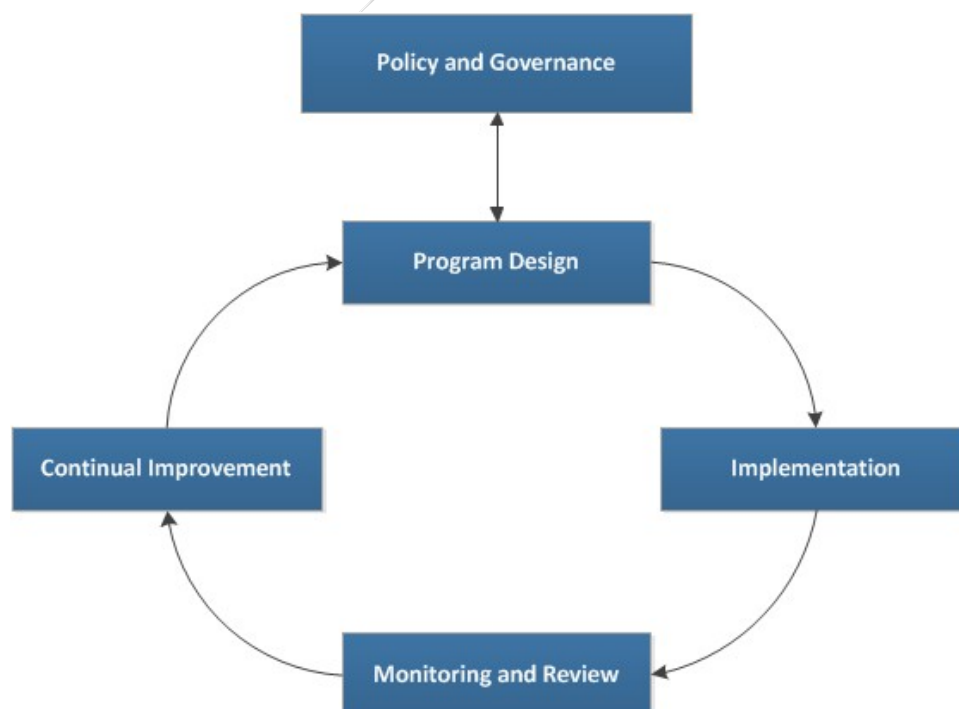 Policy and Governance
Program Design
Continual Improvement
Implementation
Monitoring and Review